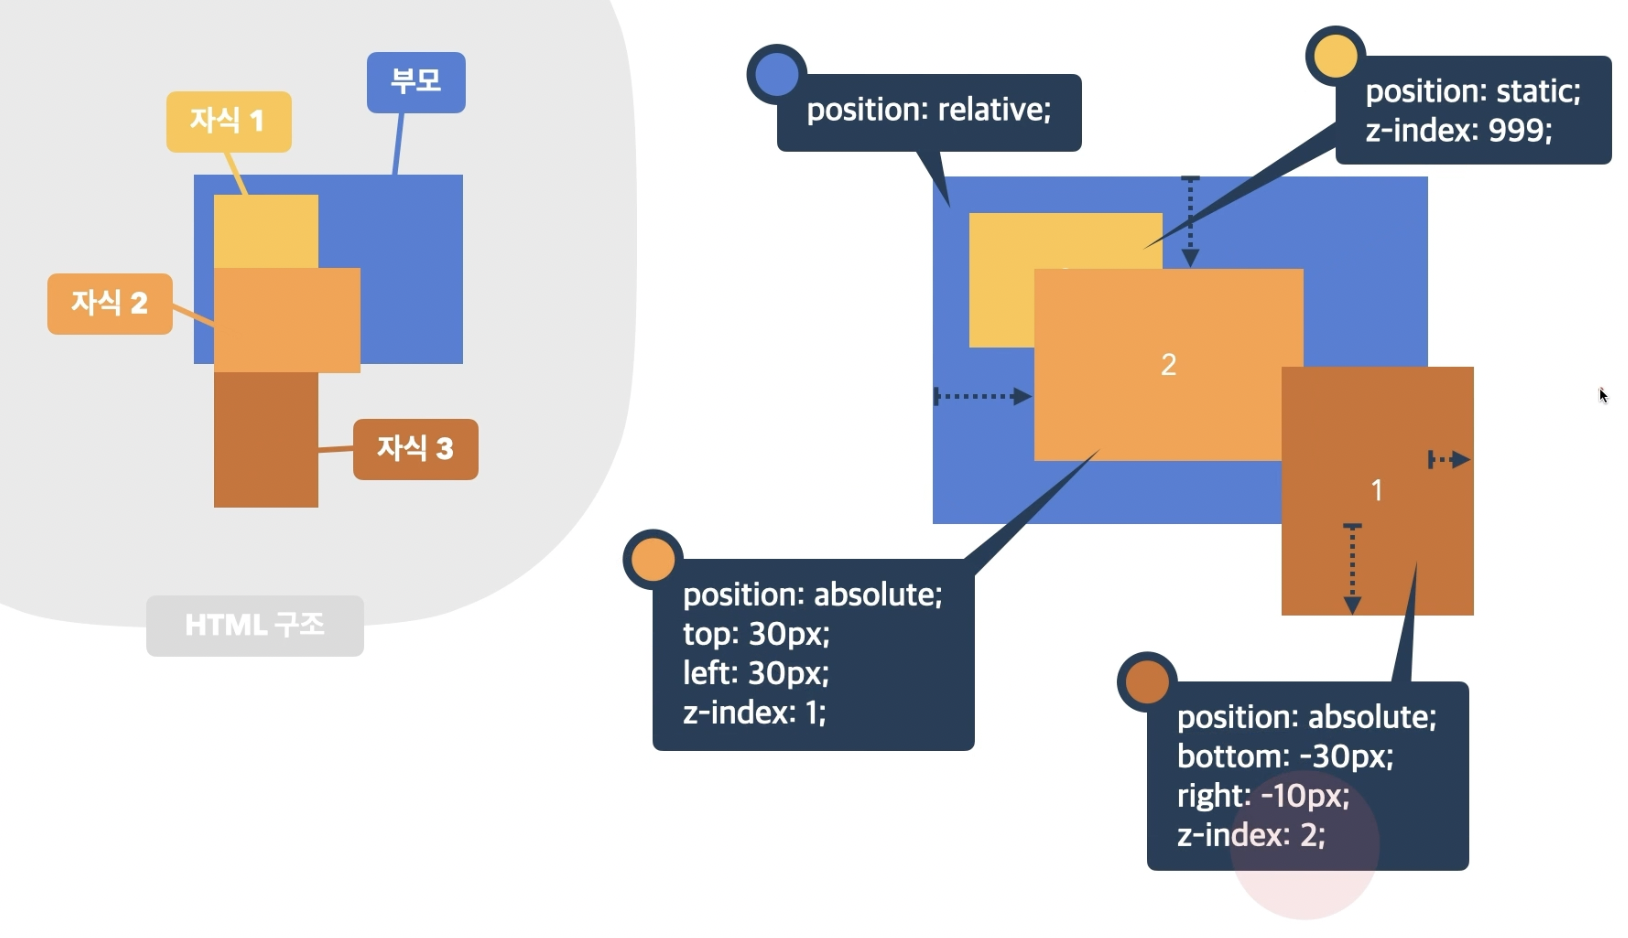 부모
자식 1
자식 2
자식 3
HTML 구조
position: relative;
position: static;
z-index: 999;
2
1
position: absolute;
top: 30px;
left: 30px;
z-index: 1;
position: absolute;
bottom: -30px;
right: -10px;
z-index: 2;